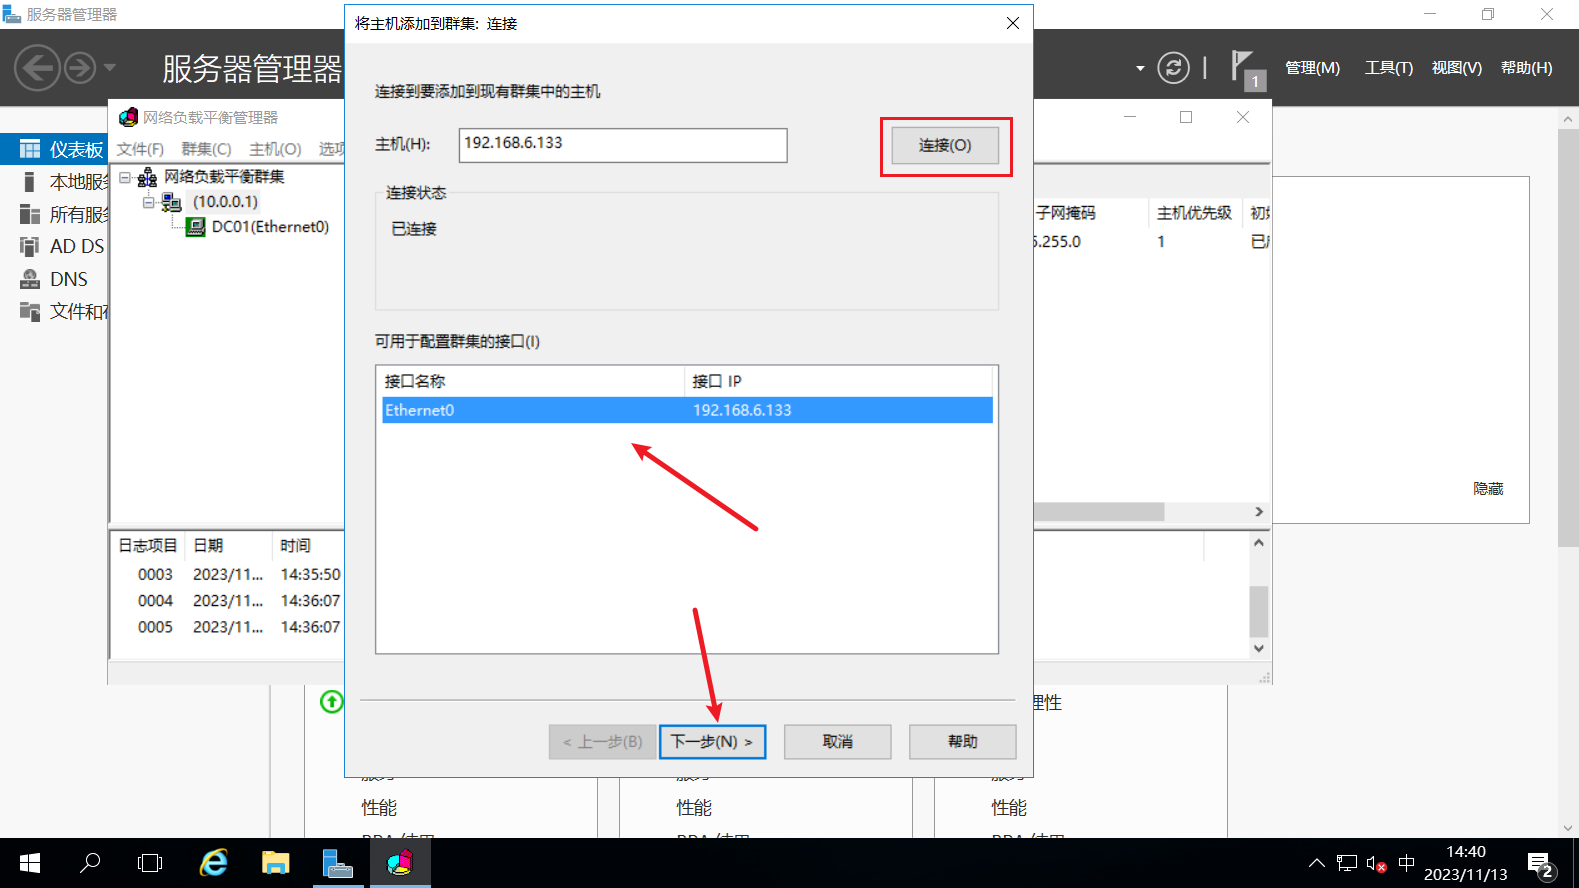 服务器管理器
将主机添加到群集: 连接
服务器管理器
1
管理(M)
工具(T)
视图(V)
帮助(H)
连接到要添加到现有群集中的主机
主机(H):
192.168.6.133
连接(O)
网络负载平衡管理器
文件(F)
群集(C)
主机(O)
仪表板
本地服
所有服
AD DS
DNS
文件和
网络负载平衡群集
(10.0.0.1)
DC01(Ethernet0)
连接状态
已连接
子网掩码
主机优先级
初
.255.0
1
已
可用于配置群集的接口(I)
接口名称
接口 IP
Ethernet0
192.168.6.133
隐藏
日志项目
日期
时间
0003
2023/11...
14:35:50
0004
2023/11...
14:36:07
0005
2023/11...
14:36:07
理性
< 上一步(B)
下一步(N) >
取消
帮助
性能
性能
性能
中
14:40
2023/11/13
2